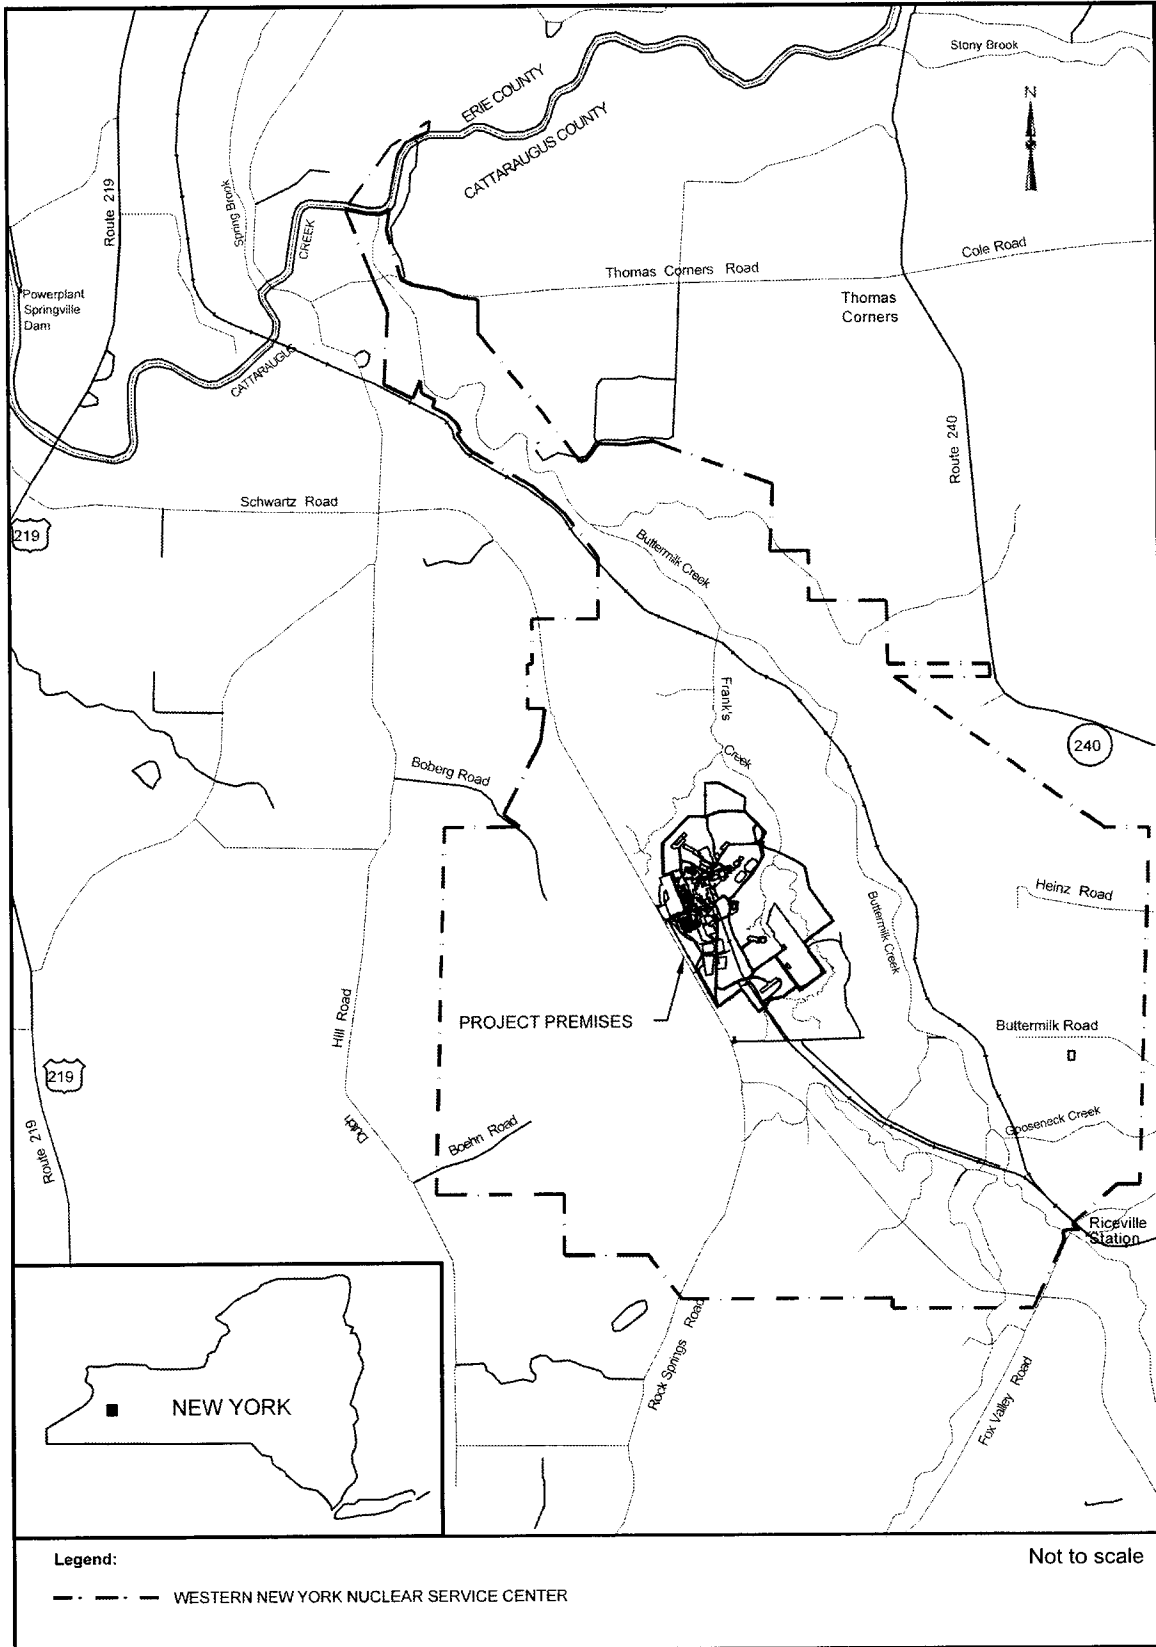 Stony Brook
ERIE COUNTY
CATTARAUGUS COUNTY
N
Route 219
Spring Brook
CREEK
Thomas Corners Road
Cole Road
Powerplant
Springville
Dam
Thomas
Corners
CATTARAUGUS
Route 240
Schwartz Road
219
Buttermilk Creek
Frank's
Creek
240
Boberg Road
Heinz Road
Buttermilk Creek
Hill Road
PROJECT PREMISES
Buttermilk Road
219
Dutch
Boehn Road
Gooseneck Creek
Route 219
Riceville
Station
Rock Springs Road
Fox Valley Road
NEW YORK
Legend:
Not to scale
WESTERN NEW YORK NUCLEAR SERVICE CENTER